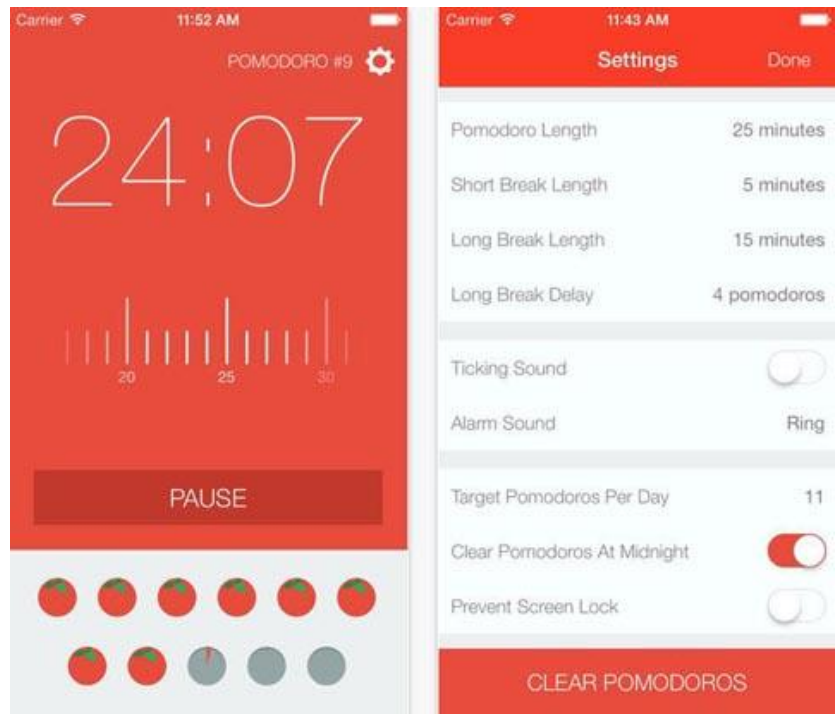 Carrier 11:52 AM
POMODORO #9
24:07
20 25 30
PAUSE
Carrier 11:43 AM
Settings Done
Pomodoro Length 25 minutes
Short Break Length 5 minutes
Long Break Length 15 minutes
Long Break Delay 4 pomodoros
Ticking Sound
Alarm Sound Ring
Target Pomodoros Per Day 11
Clear Pomodoros At Midnight
Prevent Screen Lock
CLEAR POMODOROS